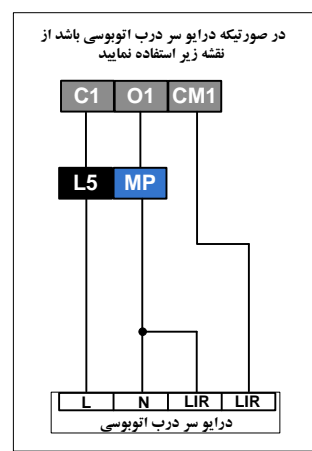 در صورتیکه درایو سر درب اتوبوسی باشد از
نقشه زیر استفاده نمایید
C1 O1 CM1
L5 MP
L N LIR LIR
درایو سر درب اتوبوسی